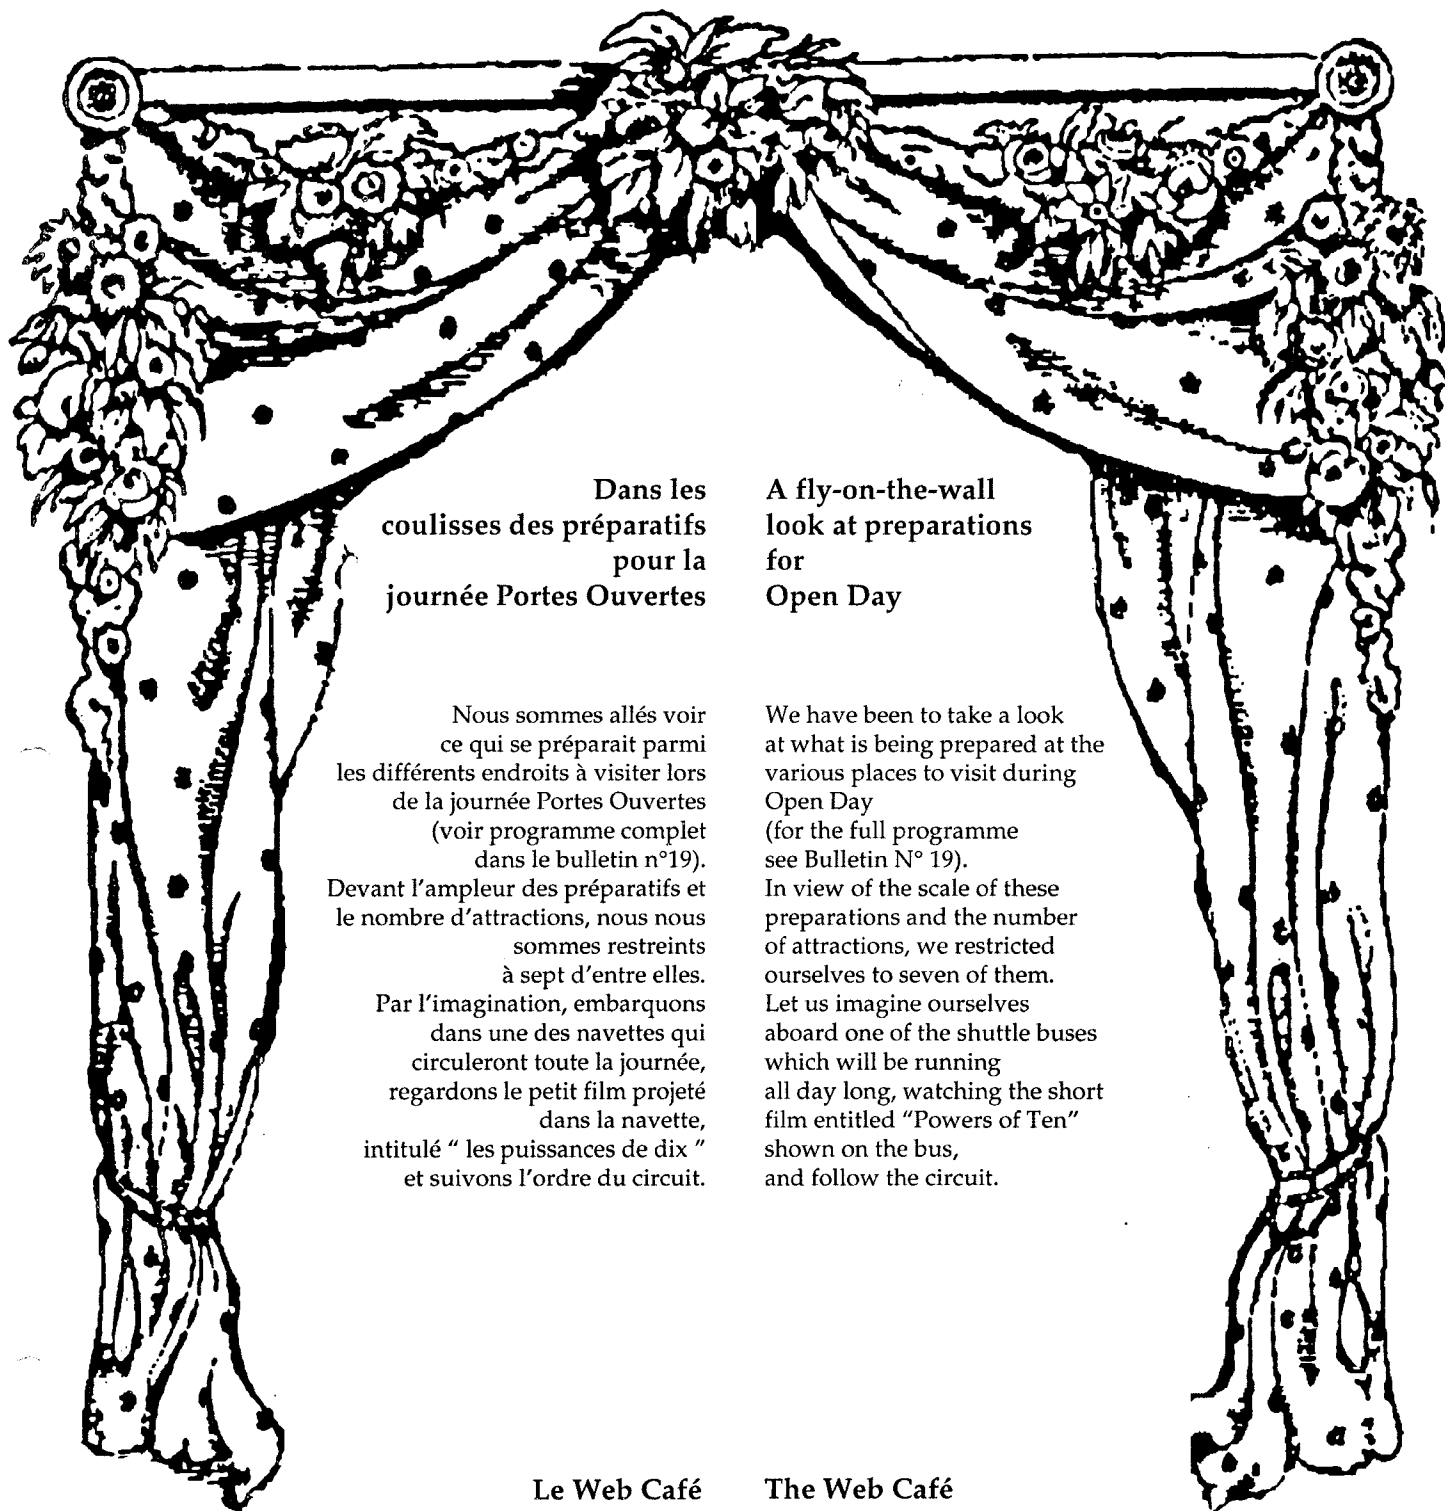 Dans les
coulisses des préparatifs
pour la
journée Portes Ouvertes
A fly-on-the-wall
look at preparations
for
Open Day
Nous sommes allés voir
ce qui se préparait parmi
les différents endroits à visiter lors
de la journée Portes Ouvertes
(voir programme complet
dans le bulletin n°19).
Devant l'ampleur des préparatifs et
le nombre d'attractions, nous nous
sommes restreints
à sept d'entre elles.
Par l'imagination, embarquons
dans une des navettes qui
circuleront toute la journée,
regardons le petit film projeté
dans la navette,
intitulé " les puissances de dix "
et suivons l'ordre du circuit.
We have been to take a look
at what is being prepared at the
various places to visit during
Open Day
(for the full programme
see Bulletin N° 19).
In view of the scale of these
preparations and the number
of attractions, we restricted
ourselves to seven of them.
Let us imagine ourselves
aboard one of the shuttle buses
which will be running
all day long, watching the short
film entitled "Powers of Ten"
shown on the bus,
and follow the circuit.
Le Web Café
The Web Café